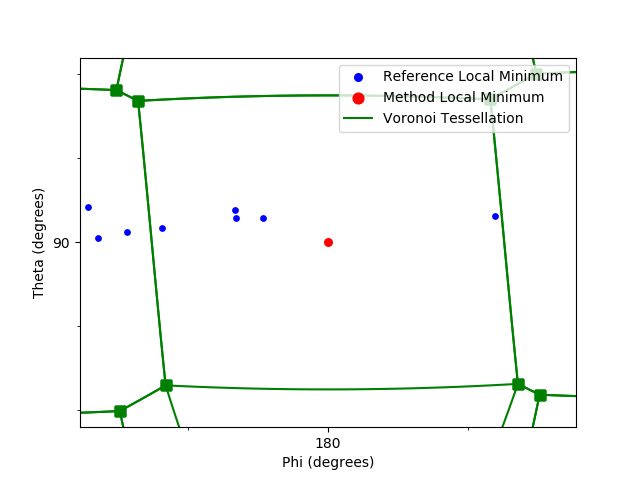 Reference Local Minimum
Method Local Minimum
Voronoi Tessellation
Theta (degrees)
90
180
Phi (degrees)